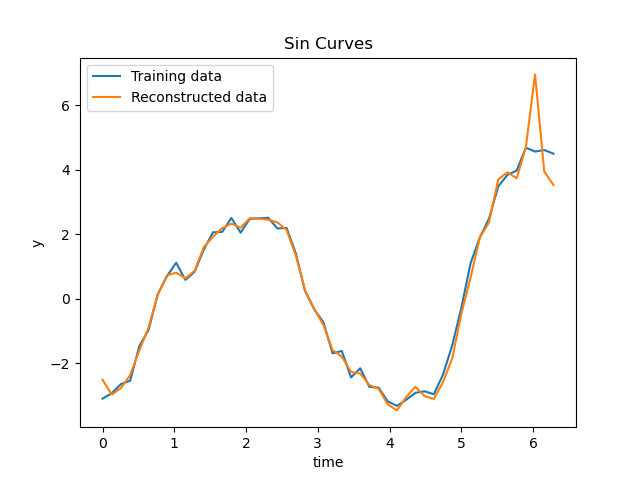 Sin Curves
Training data
Reconstructed data
y
6
4
2
0
−2
0 1 2 3 4 5 6
time